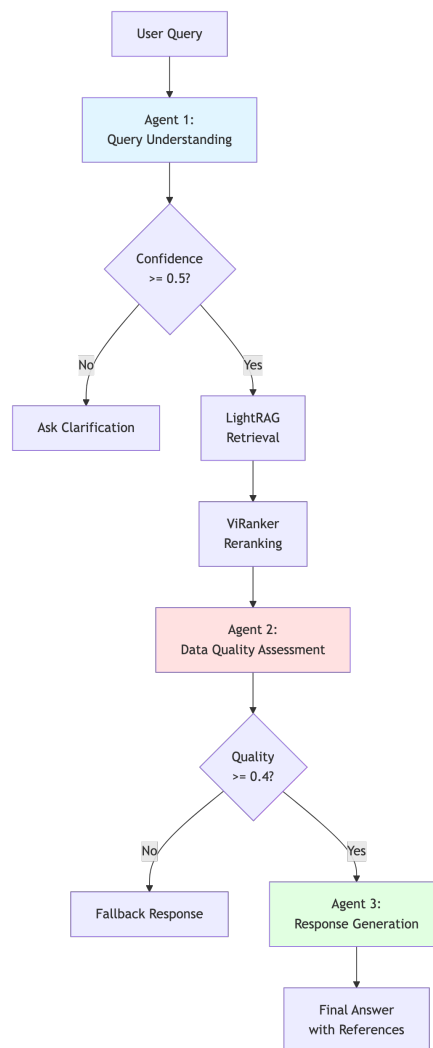 User Query
Agent 1:
Query Understanding
Confidence
>= 0.5?
No
Yes
Ask Clarification
LightRAG
Retrieval
ViRanker
Reranking
Agent 2:
Data Quality Assessment
Quality
>= 0.4?
No
Yes
Fallback Response
Agent 3:
Response Generation
Final Answer
with References